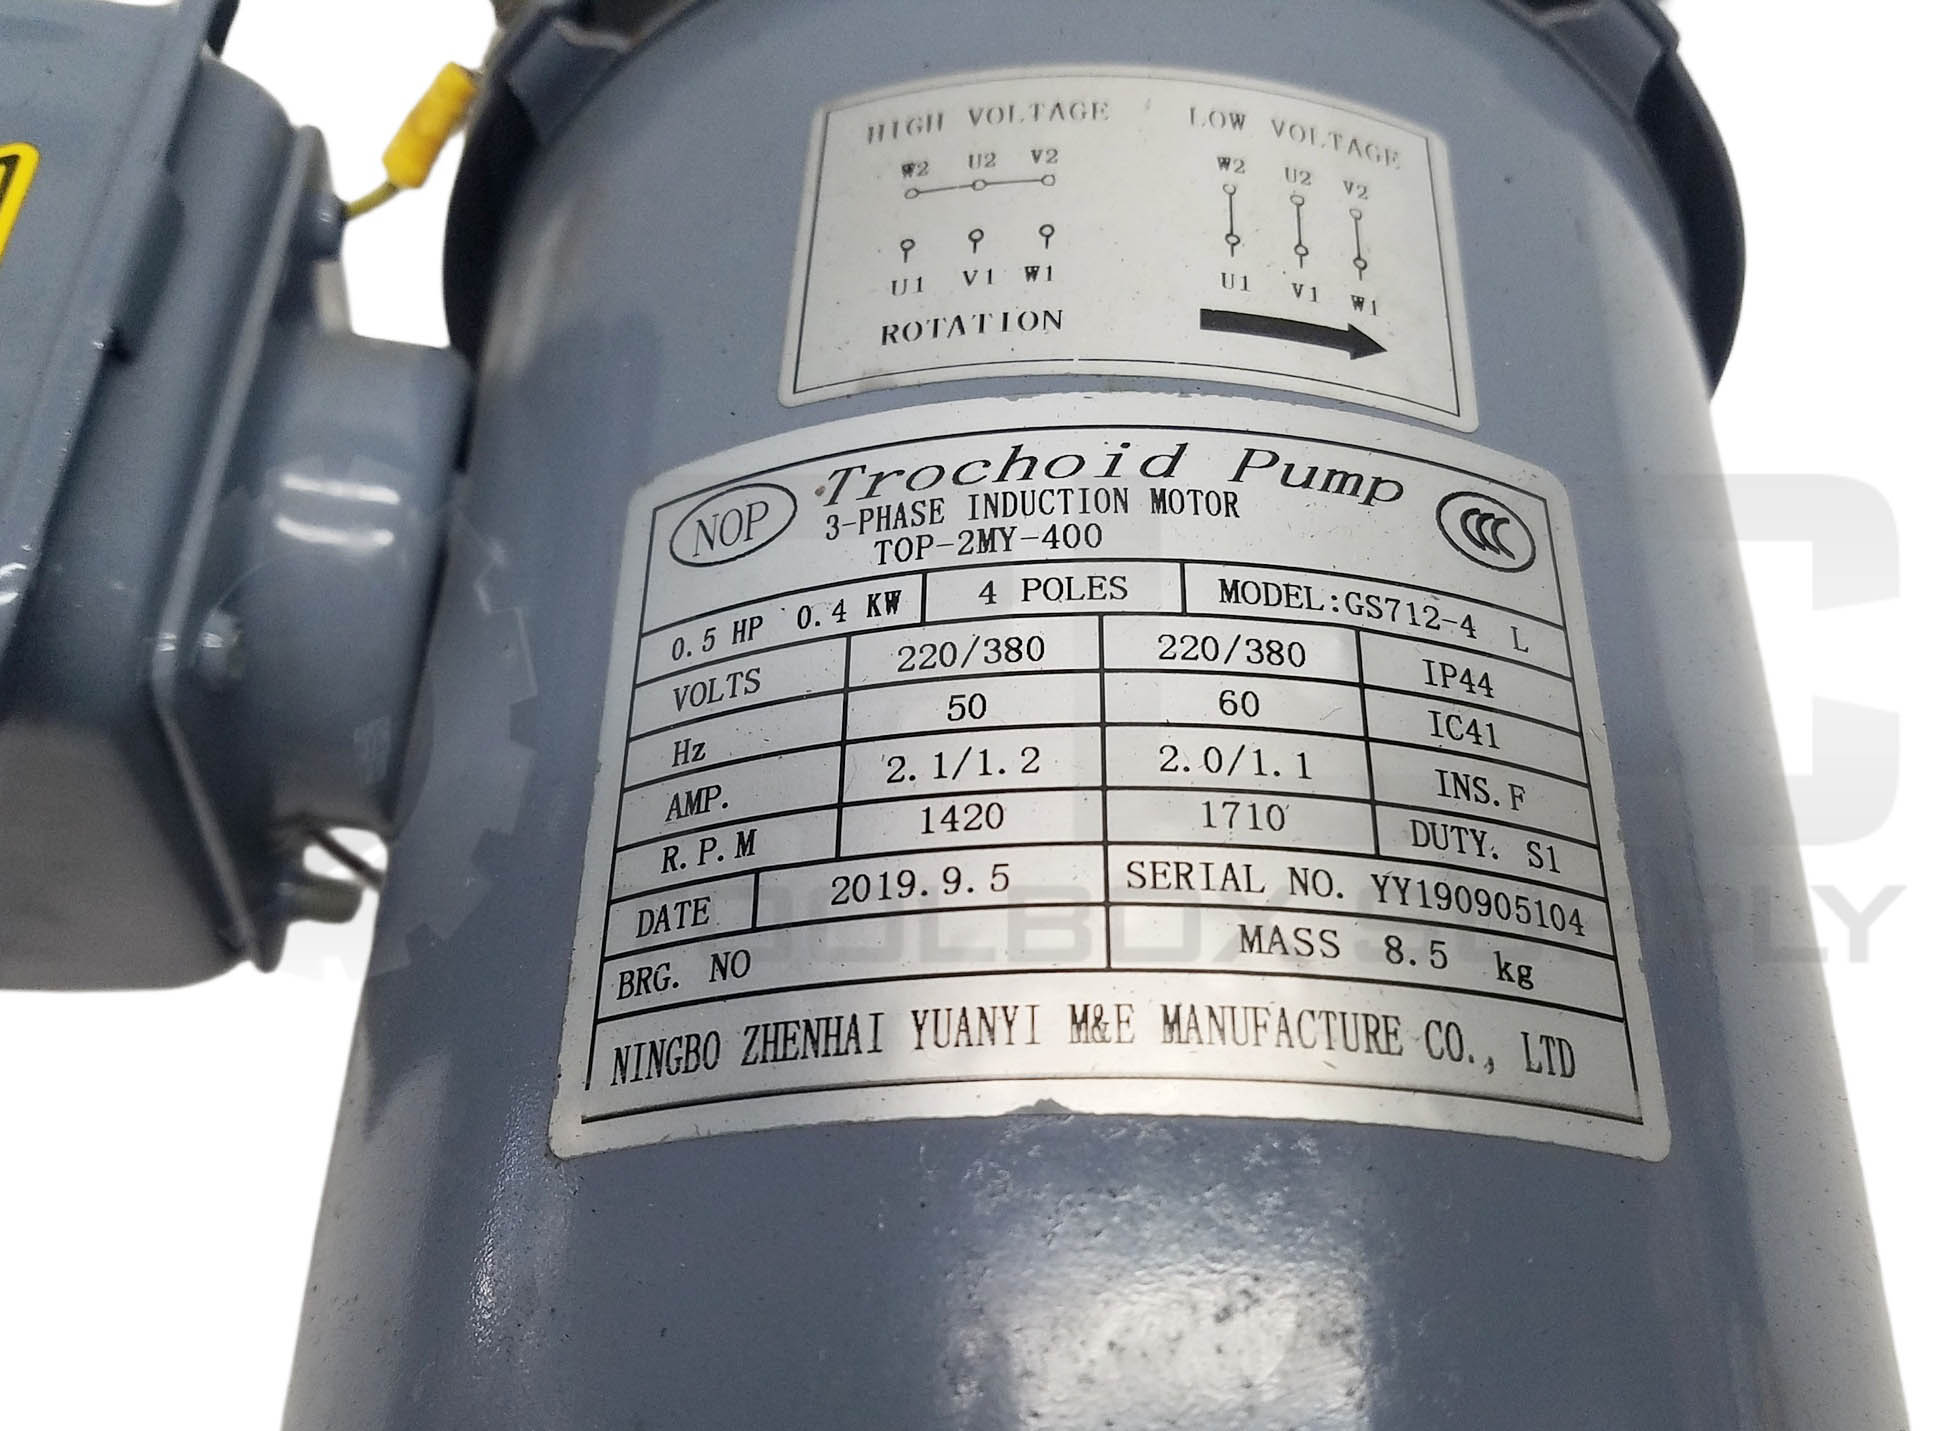 HIGH VOLTAGE LOW VOLTAGE
W2 U2 V2 W2 U2 V2
U1 V1 W1 U1 V1 W1
ROTATION
NOP Trochoid Pump CCC
3-PHASE INDUCTION MOTOR
TOP-2MY-400
0.5 HP 0.4 KW 4 POLES MODEL:GS712-4 L
VOLTS 220/380 220/380 IP44
Hz 50 60 IC41
AMP. 2.1/1.2 2.0/1.1 INS.F
R.P.M 1420 1710 DUTY. S1
DATE 2019.9.5 SERIAL NO. YY190905104
BRG. NO MASS 8.5 kg
NINGBO ZHENHAI YUANYI M&E MANUFACTURE CO., LTD
TOOLBOX SUPPLY